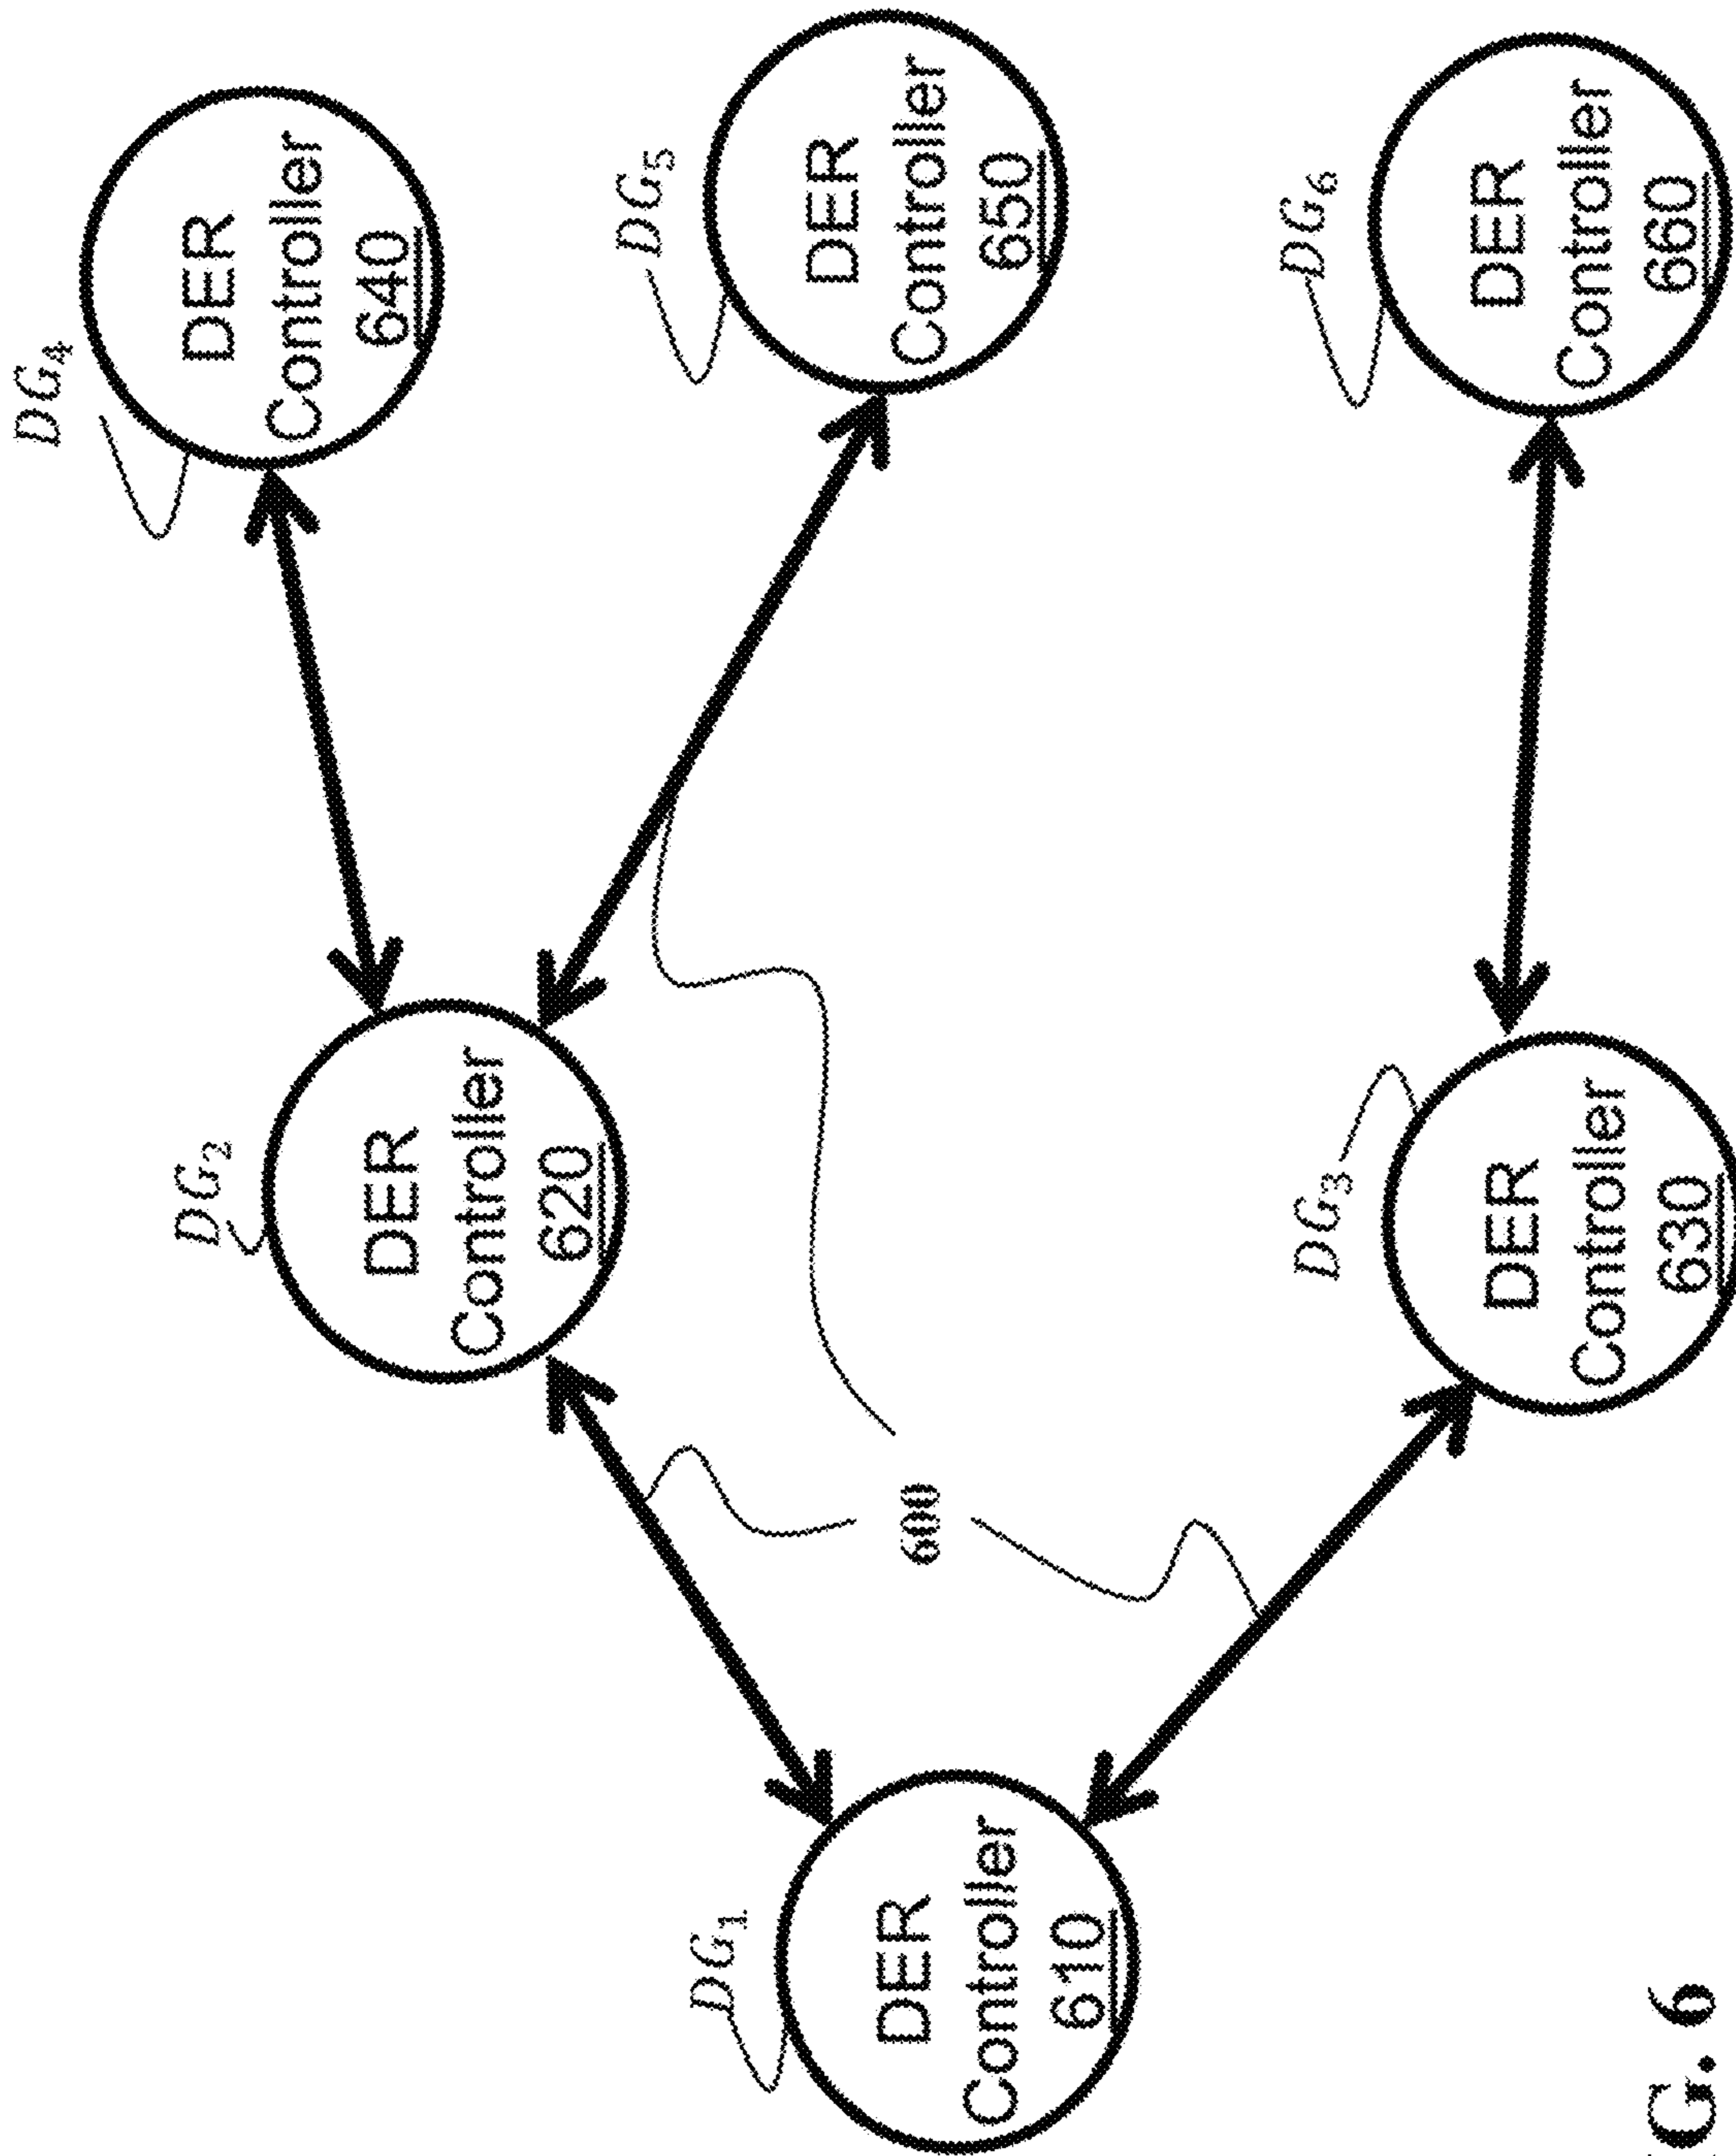 DG₁
DER
Controller
610
DG₂
DER
Controller
620
DG₃
DER
Controller
630
DG₄
DER
Controller
640
DG₅
DER
Controller
650
DG₆
DER
Controller
660
600
G. 6